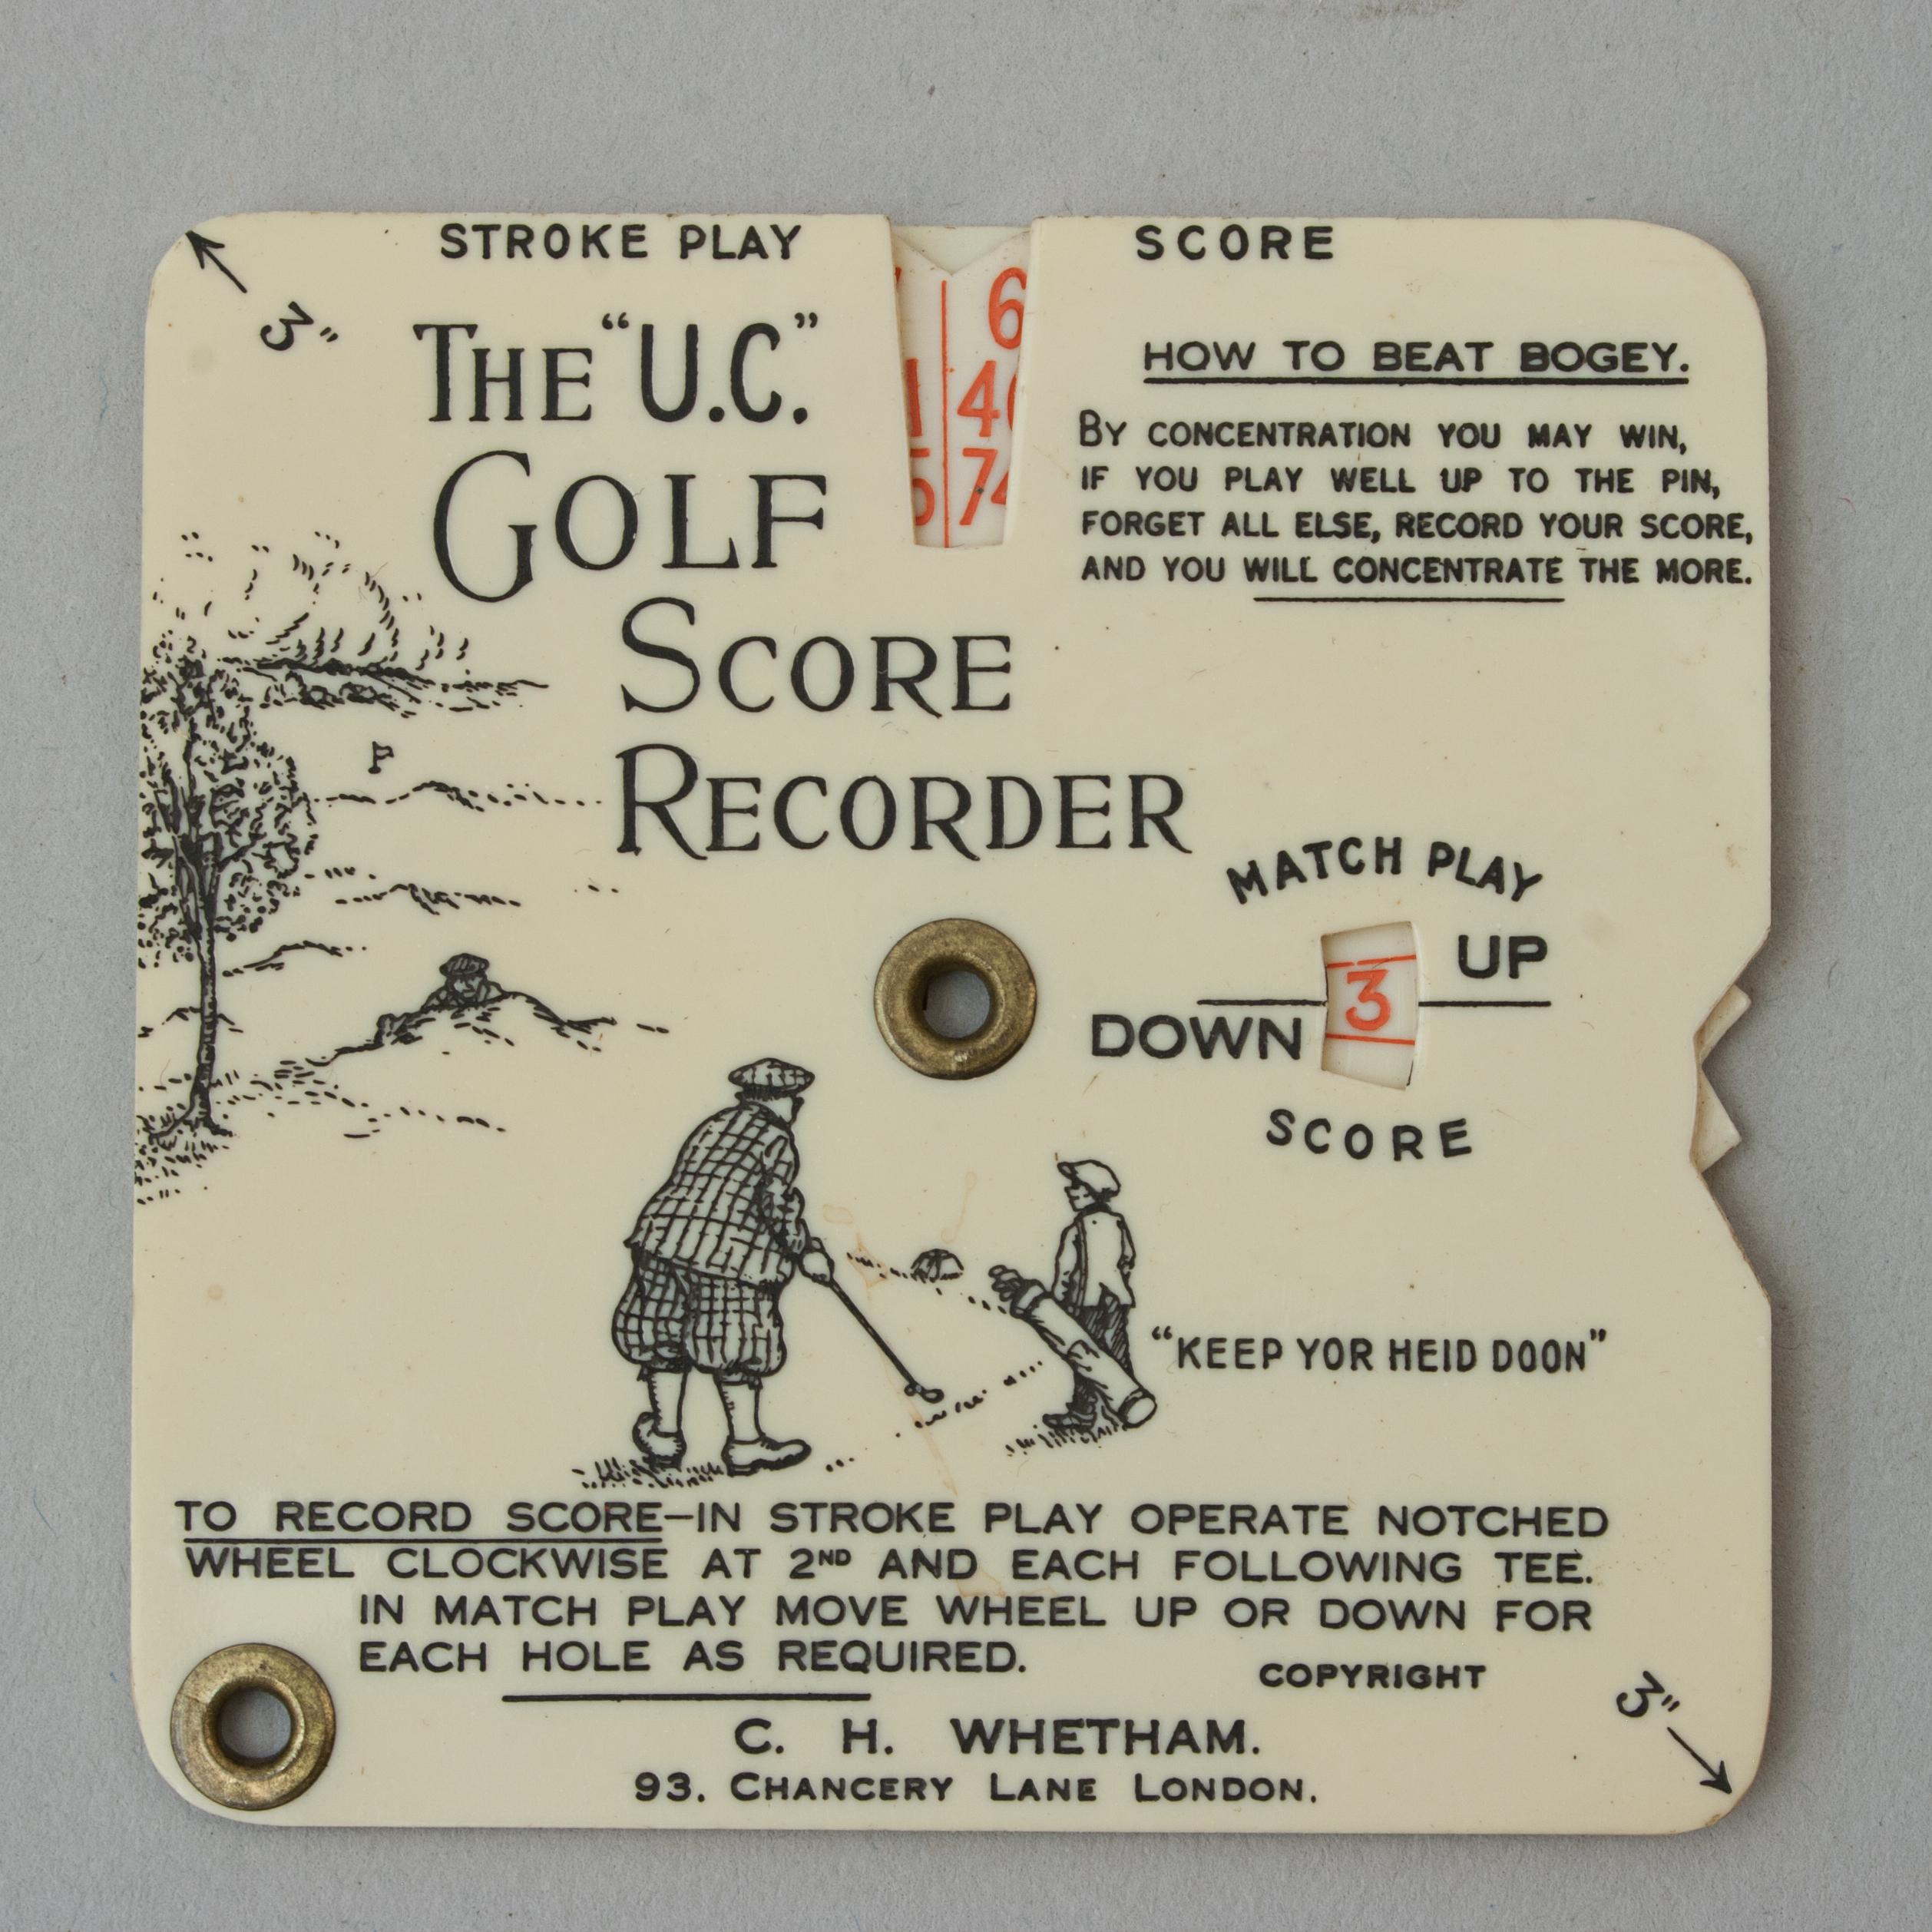 STROKE PLAY SCORE
3"
THE "U.C."
GOLF
SCORE
RECORDER
6
4
74
HOW TO BEAT BOGEY.
BY CONCENTRATION YOU MAY WIN,
IF YOU PLAY WELL UP TO THE PIN,
FORGET ALL ELSE, RECORD YOUR SCORE,
AND YOU WILL CONCENTRATE THE MORE.
MATCH PLAY
UP
3
DOWN
SCORE
"KEEP YOR HEID DOON"
TO RECORD SCORE—IN STROKE PLAY OPERATE NOTCHED
WHEEL CLOCKWISE AT 2ND AND EACH FOLLOWING TEE.
IN MATCH PLAY MOVE WHEEL UP OR DOWN FOR
EACH HOLE AS REQUIRED.
COPYRIGHT
3"
C. H. WHETHAM.
93. CHANCERY LANE LONDON.